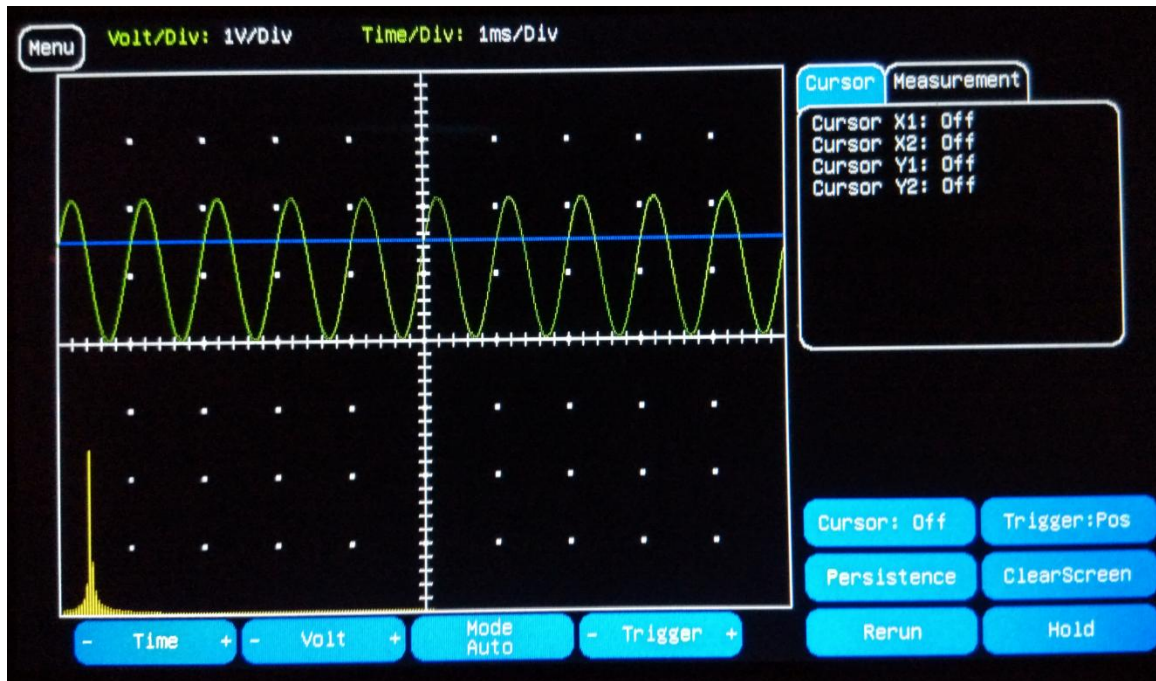 Menu
Volt/Div: 1V/Div
Time/Div: 1ms/Div
Cursor
Measurement
Cursor X1: Off
Cursor X2: Off
Cursor Y1: Off
Cursor Y2: Off
Cursor: Off
Trigger:Pos
Persistence
ClearScreen
Rerun
Hold
- Time +
- Volt +
Mode
Auto
- Trigger +